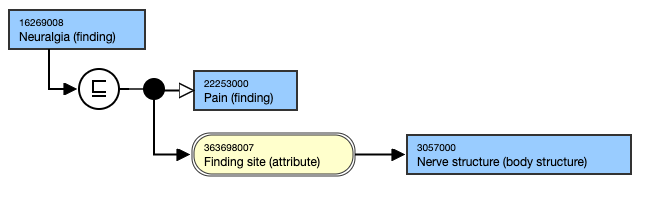 16269008
Neuralgia (finding)
⊑
22253000
Pain (finding)
363698007
Finding site (attribute)
3057000
Nerve structure (body structure)